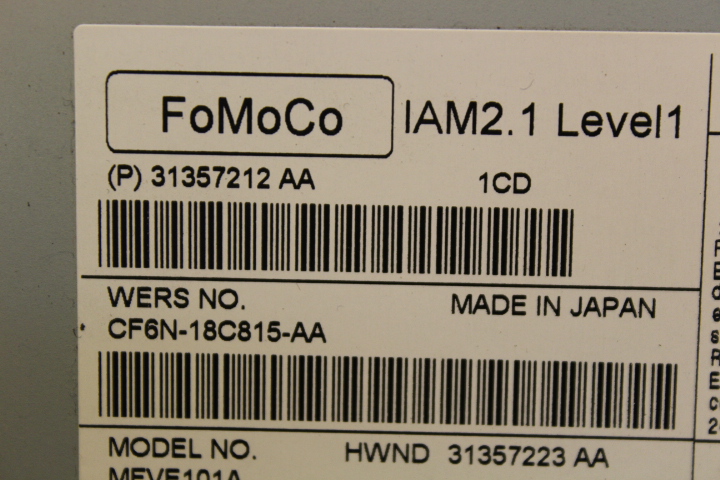 FoMoCo IAM2.1 Level1
(P) 31357212 AA 1CD
WERS NO. MADE IN JAPAN
CF6N-18C815-AA
MODEL NO. HWND 31357223 AA